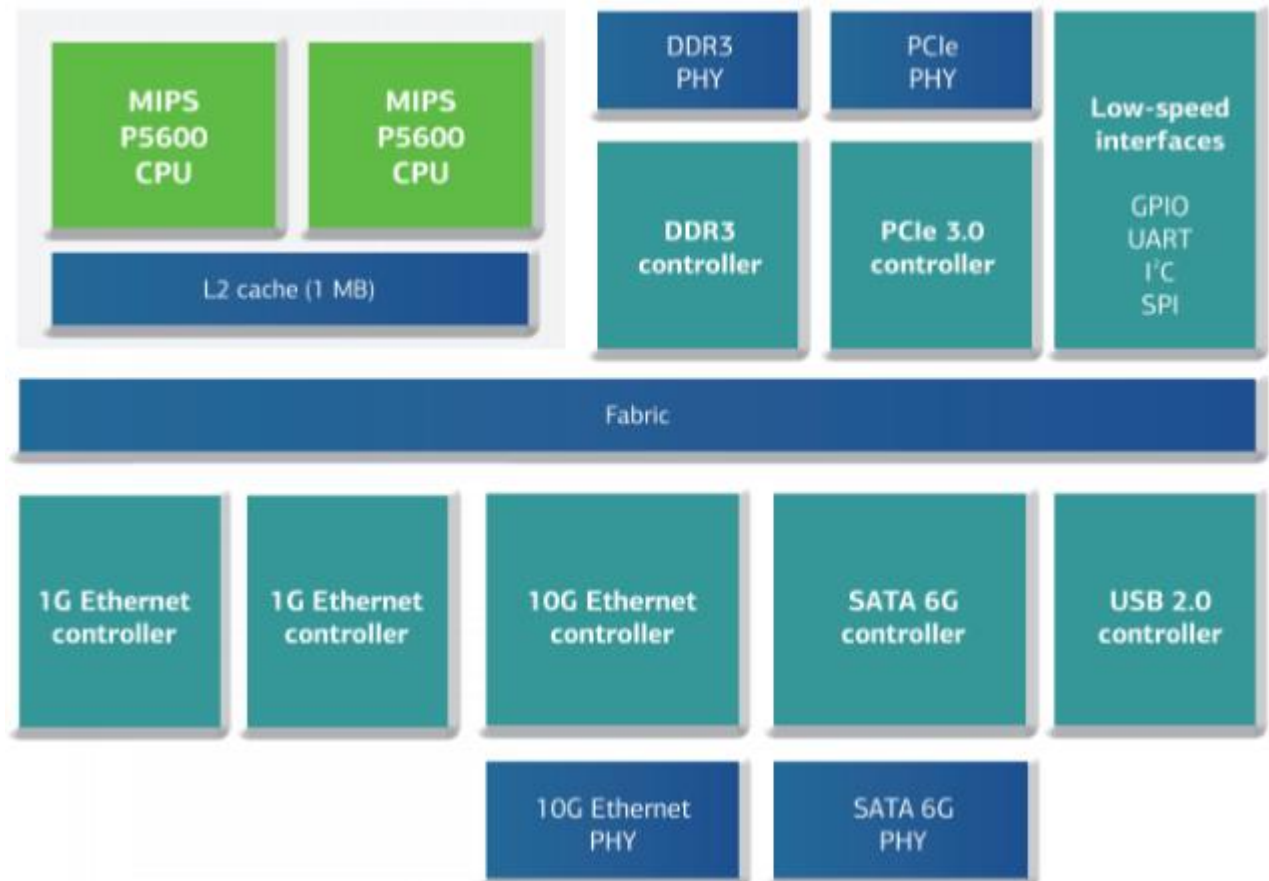 MIPS
P5600
CPU
MIPS
P5600
CPU
L2 cache (1 MB)
DDR3
PHY
PCIe
PHY
DDR3
controller
PCIe 3.0
controller
Low-speed
interfaces
GPIO
UART
I²C
SPI
Fabric
1G Ethernet
controller
1G Ethernet
controller
10G Ethernet
controller
SATA 6G
controller
USB 2.0
controller
10G Ethernet
PHY
SATA 6G
PHY